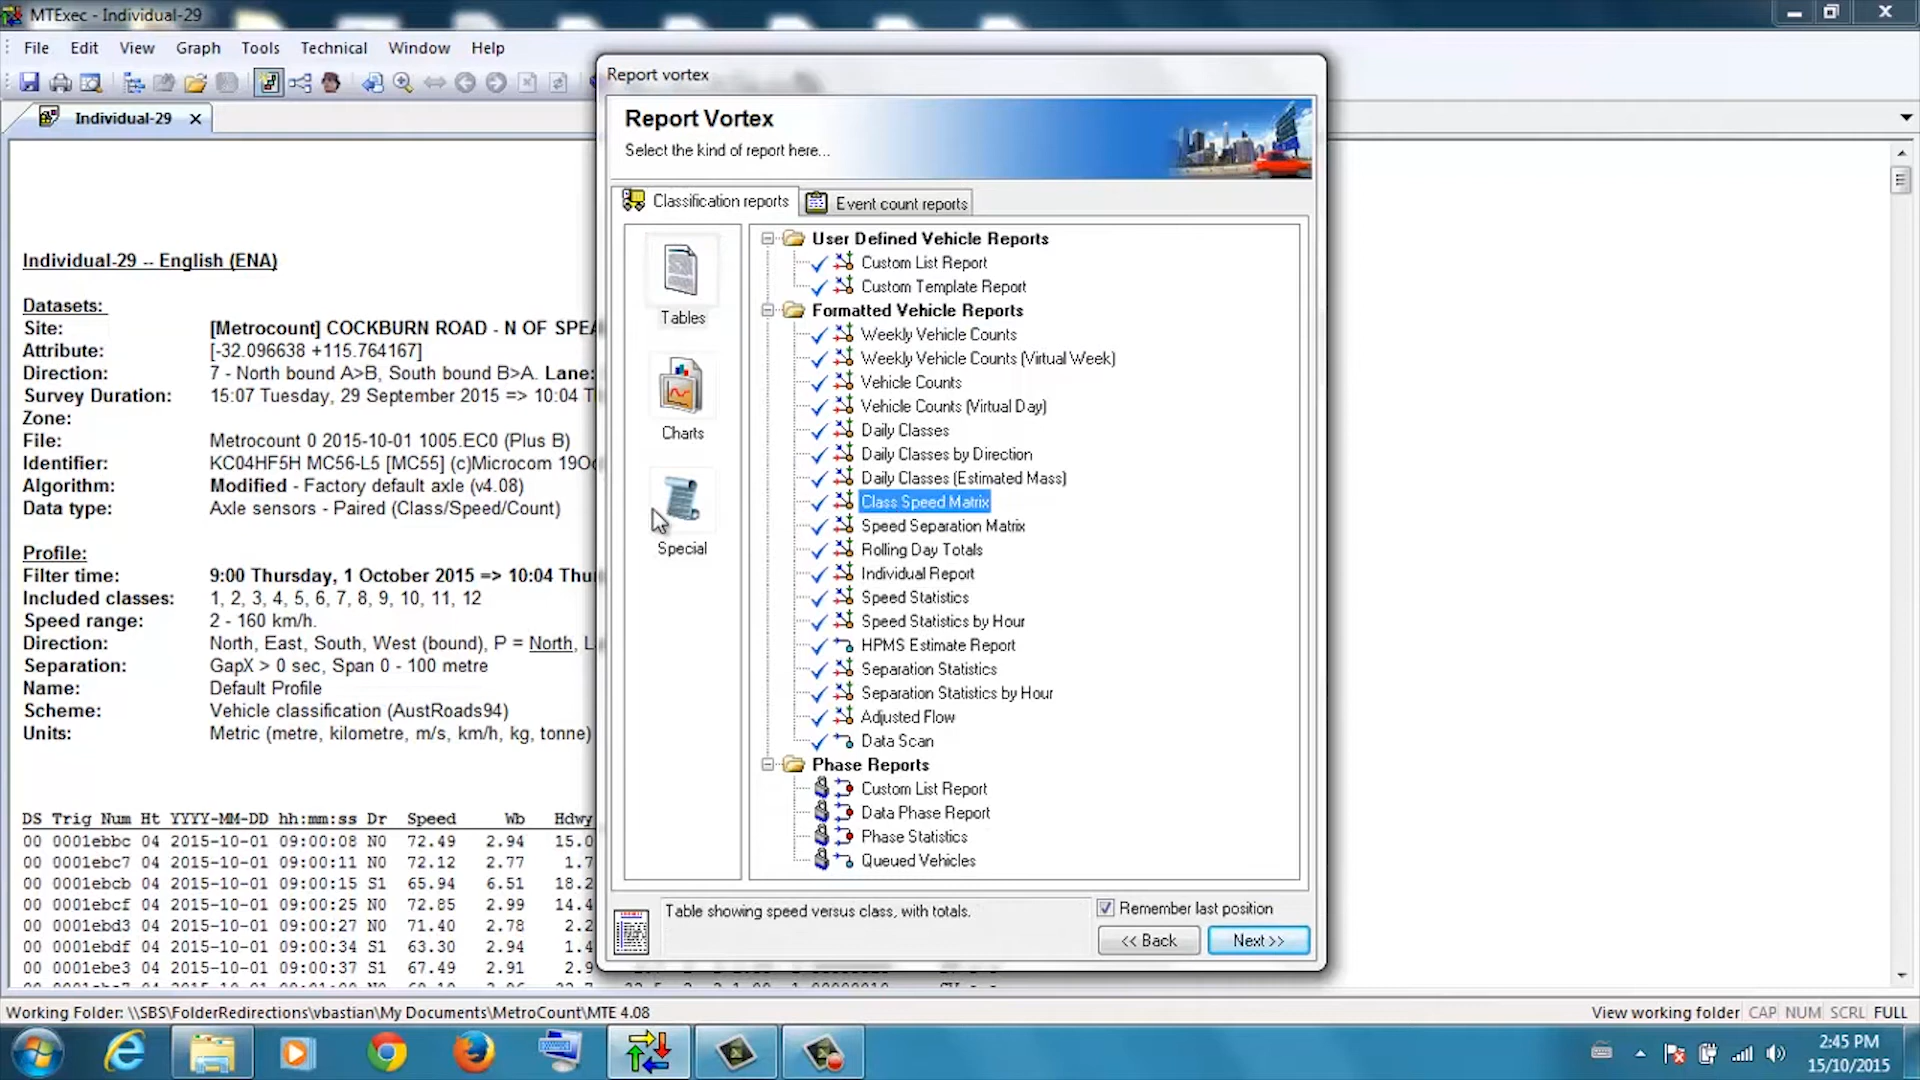 MTExec - Individual-29
File Edit View Graph Tools Technical Window Help
Individual-29
Individual-29 -- English (ENA)
Datasets:
Site: [Metrocount] COCKBURN ROAD - N OF SPEA
Attribute: [-32.096638 +115.764167]
Direction: 7 - North bound A>B, South bound B>A. Lane:
Survey Duration: 15:07 Tuesday, 29 September 2015 => 10:04 T
Zone:
File: Metrocount 0 2015-10-01 1005.EC0 (Plus B)
Identifier: KC04HF5H MC56-L5 [MC55] (c)Microcom 19Oc
Algorithm: Modified - Factory default axle (v4.08)
Data type: Axle sensors - Paired (Class/Speed/Count)
Profile:
Filter time: 9:00 Thursday, 1 October 2015 => 10:04 Thu
Included classes: 1, 2, 3, 4, 5, 6, 7, 8, 9, 10, 11, 12
Speed range: 2 - 160 km/h.
Direction: North, East, South, West (bound), P = North, L
Separation: GapX > 0 sec, Span 0 - 100 metre
Name: Default Profile
Scheme: Vehicle classification (AustRoads94)
Units: Metric (metre, kilometre, m/s, km/h, kg, tonne)
DS Trig Num Ht YYYY-MM-DD hh:mm:ss Dr Speed Wb Hdwy
00 0001ebbc 04 2015-10-01 09:00:08 N0 72.49 2.94 15.0
00 0001ebc7 04 2015-10-01 09:00:11 N0 72.12 2.77 1.7
00 0001ebcb 04 2015-10-01 09:00:15 S1 65.94 6.51 18.2
00 0001ebcf 04 2015-10-01 09:00:25 N0 72.85 2.99 14.4
00 0001ebd3 04 2015-10-01 09:00:27 N0 71.40 2.78 2.2
00 0001ebdf 04 2015-10-01 09:00:34 S1 63.30 2.94 1.4
00 0001ebe3 04 2015-10-01 09:00:37 S1 67.49 2.91 2.9
Report vortex
Report Vortex
Select the kind of report here...
Classification reports
Event count reports
Tables
Charts
Special
User Defined Vehicle Reports
Custom List Report
Custom Template Report
Formatted Vehicle Reports
Weekly Vehicle Counts
Weekly Vehicle Counts (Virtual Week)
Vehicle Counts
Vehicle Counts (Virtual Day)
Daily Classes
Daily Classes by Direction
Daily Classes (Estimated Mass)
Class Speed Matrix
Speed Separation Matrix
Rolling Day Totals
Individual Report
Speed Statistics
Speed Statistics by Hour
HPMS Estimate Report
Separation Statistics
Separation Statistics by Hour
Adjusted Flow
Data Scan
Phase Reports
Custom List Report
Data Phase Report
Phase Statistics
Queued Vehicles
Table showing speed versus class, with totals.
Remember last position
<< Back
Next >>
Working Folder: \\SBS\FolderRedirections\vbastian\My Documents\MetroCount\MTE 4.08
View working folder CAP NUM SCRL FULL
2:45 PM
15/10/2015